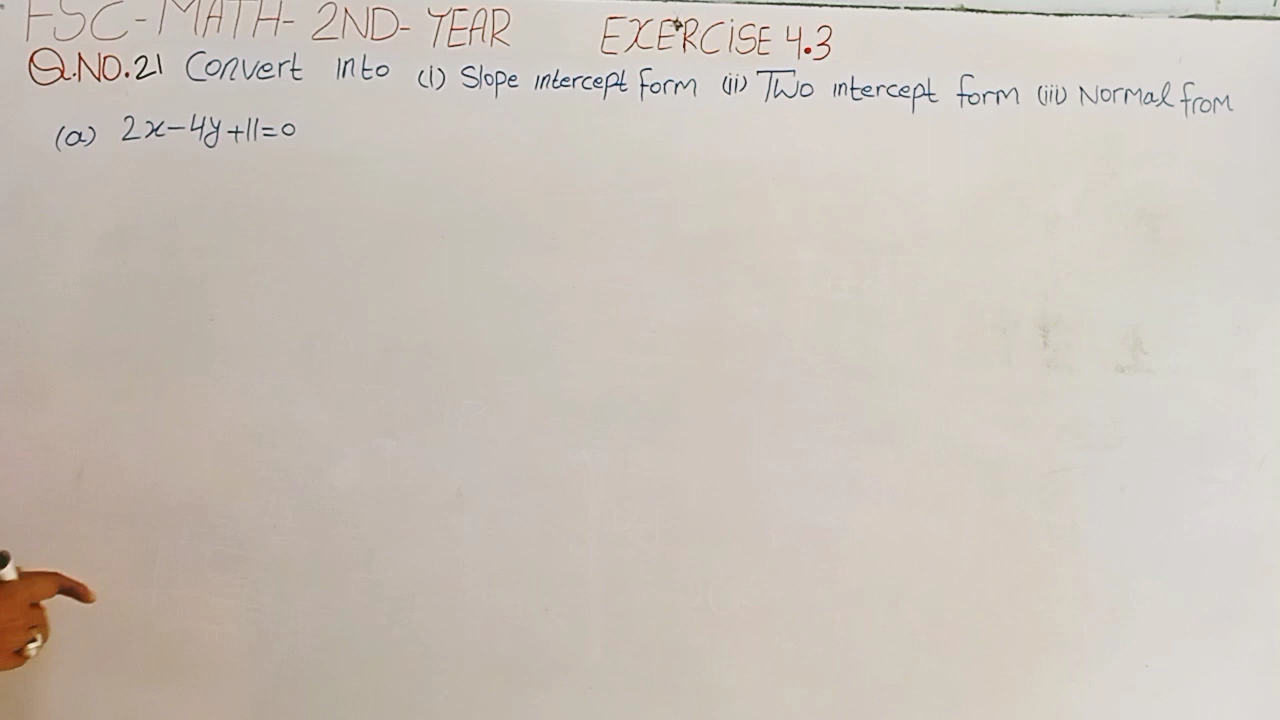 FSC-MATH-2ND-YEAR EXERCISE 4.3
Q.NO.21 Convert into (i) Slope intercept form (ii) Two intercept form (iii) Normal from
(a) 2x-4y+11=0